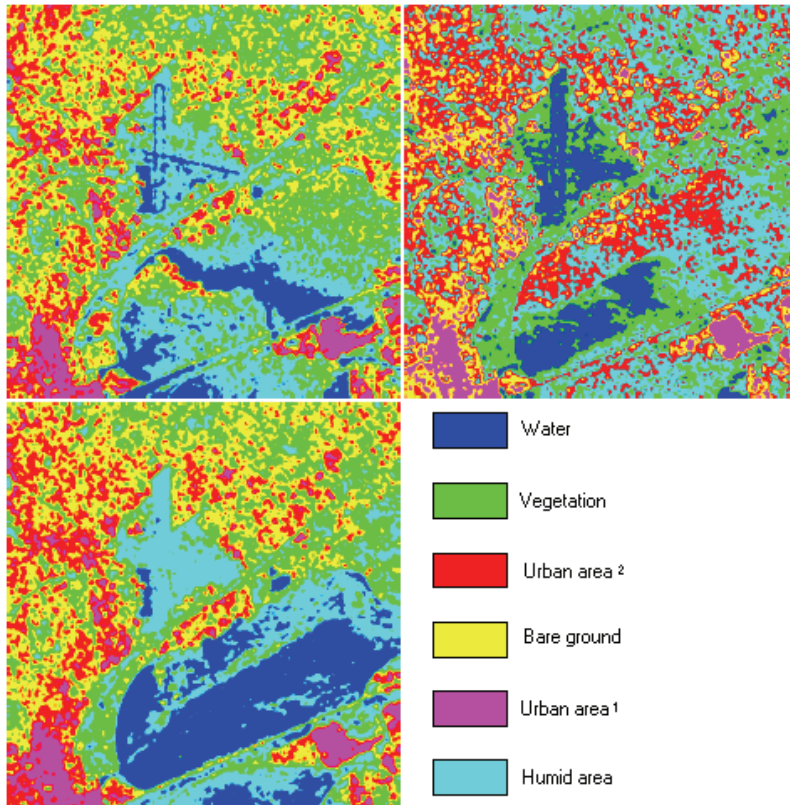 Water
Vegetation
Urban area ²
Bare ground
Urban area ¹
Humid area